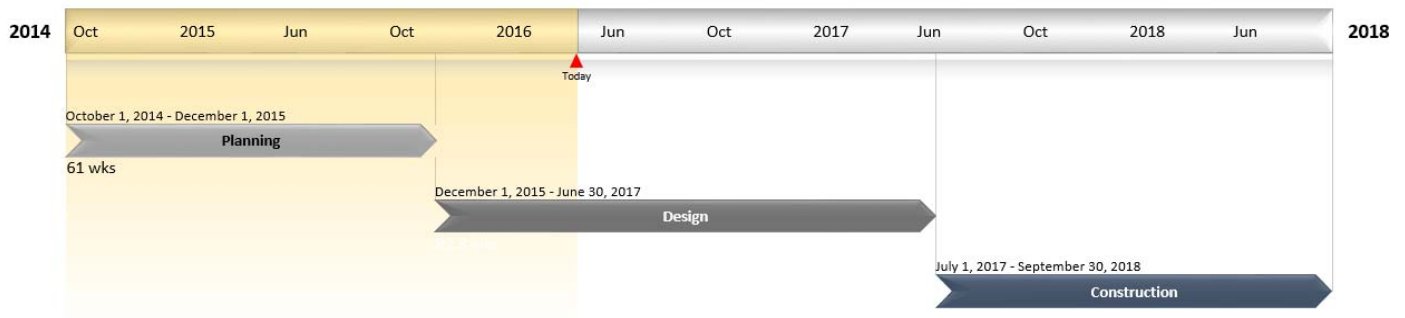 2014 Oct 2015 Jun Oct 2016 Jun Oct 2017 Jun Oct 2018 Jun 2018
Today
October 1, 2014 - December 1, 2015
Planning
61 wks
December 1, 2015 - June 30, 2017
Design
July 1, 2017 - September 30, 2018
Construction